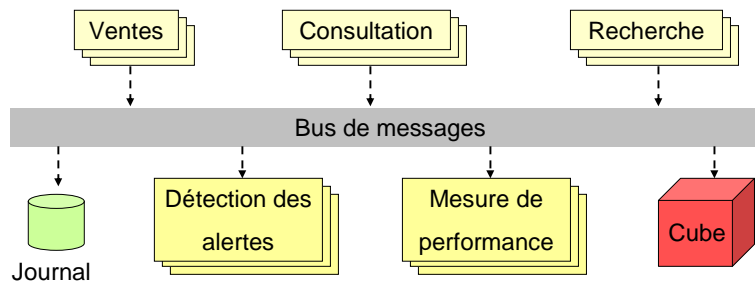 Ventes
Consultation
Recherche
Bus de messages
Détection des
alertes
Mesure de
performance
Cube
Journal